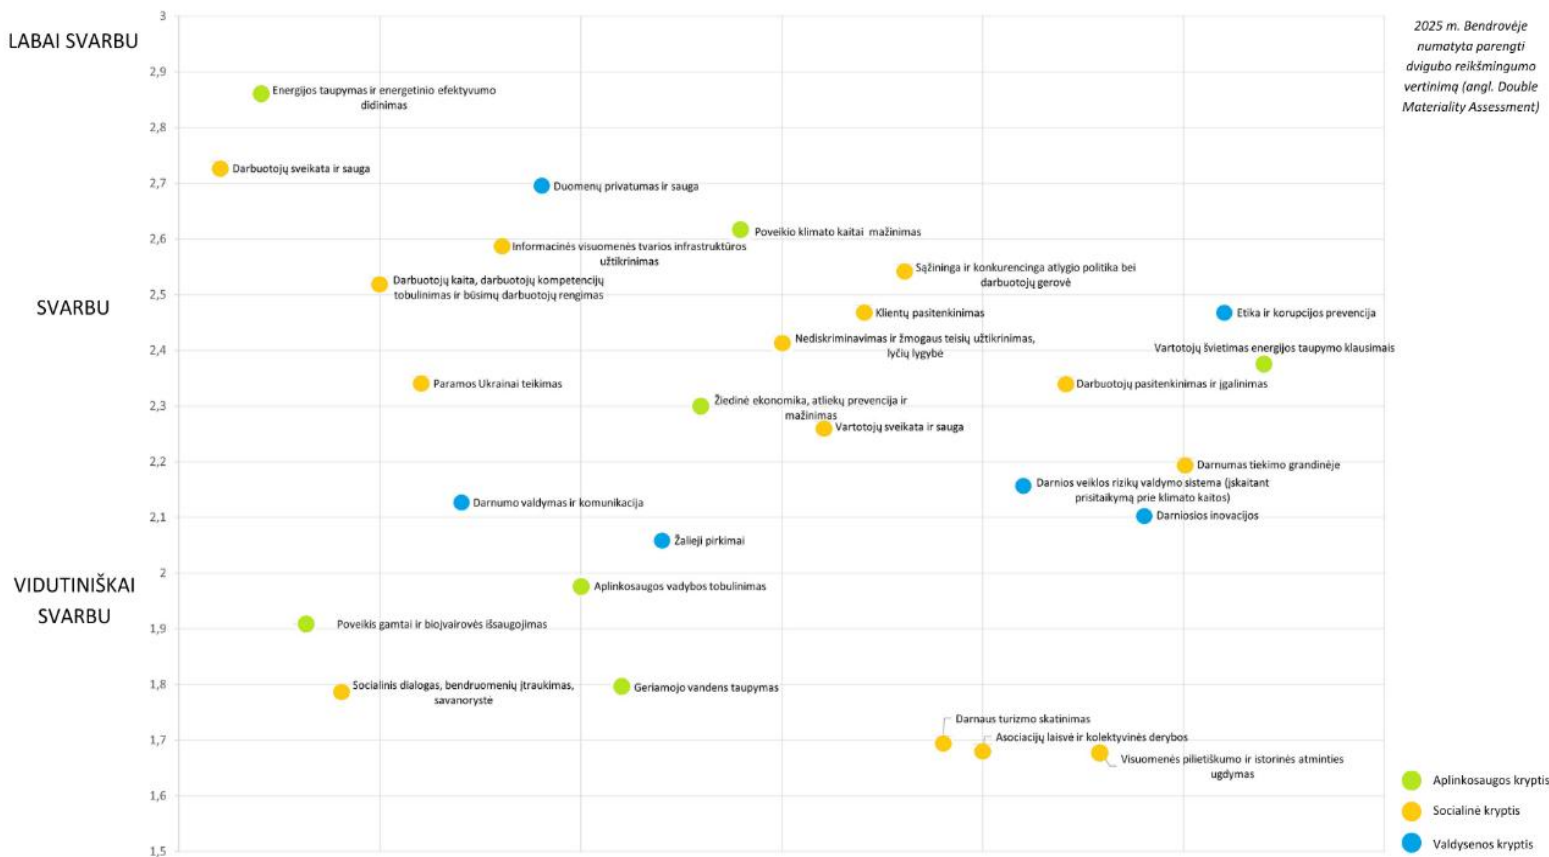 3
LABAI SVARBU
2025 m. Bendrovėje
numatyta parengti
dvigubo reikšmingumo
vertinimą (angl. Double
Materiality Assessment)
2,9
Energijos taupymas ir energetinio efektyvumo
didinimas
2,8
Darbuotojų sveikata ir sauga
2,7
Duomenų privatumas ir sauga
2,6
Poveikio klimato kaitai mažinimas
Informacinės visuomenės tvarios infrastruktūros
užtikrinimas
Sąžininga ir konkurencinga atlygio politika bei
darbuotojų gerovė
Darbuotojų kaita, darbuotojų kompetencijų
tobulinimas ir būsimų darbuotojų rengimas
2,5
SVARBU
Klientų pasitenkinimas
Etika ir korupcijos prevencija
Nediskriminavimas ir žmogaus teisių užtikrinimas,
lyčių lygybė
2,4
Vartotojų švietimas energijos taupymo klausimais
Paramos Ukrainai teikimas
Darbuotojų pasitenkinimas ir įgalinimas
2,3
Žiedinė ekonomika, atliekų prevencija ir
mažinimas
Vartotojų sveikata ir sauga
2,2
Darnumas tiekimo grandinėje
Darnios veiklos rizikų valdymo sistema (įskaitant
prisitaikymą prie klimato kaitos)
Darnumo valdymas ir komunikacija
2,1
Darniosios inovacijos
Žalieji pirkimai
2
VIDUTINIŠKAI
SVARBU
Aplinkosaugos vadybos tobulinimas
1,9
Poveikis gamtai ir biojvairovės išsaugojimas
1,8
Socialinis dialogas, bendruomenių įtraukimas,
savanorystė
Geriamojo vandens taupymas
1,7
Darnaus turizmo skatinimas
Asociacijų laisvė ir kolektyvinės derybos
Visuomenės pilietiškumo ir istorinės atminties
ugdymas
1,6
1,5
Aplinkosaugos kryptis
Socialinė kryptis
Valdysenos kryptis